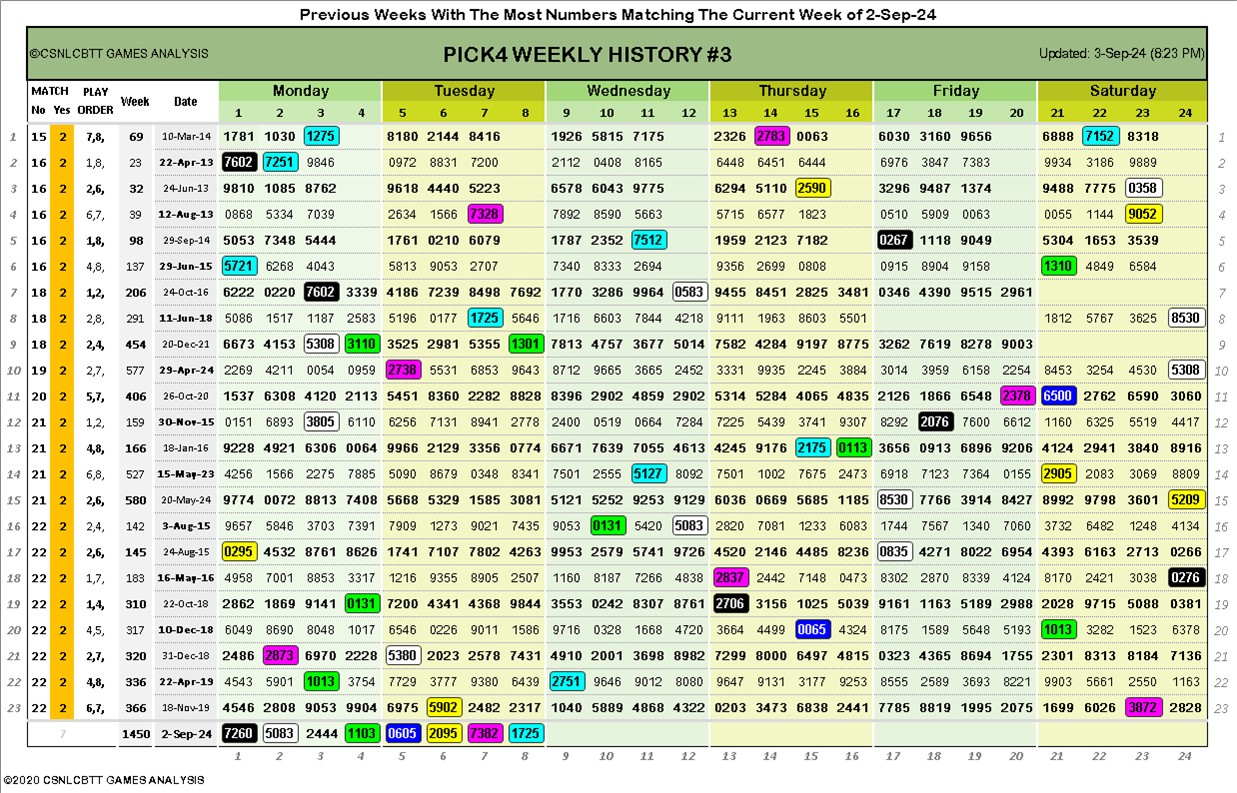 Previous Weeks With The Most Numbers Matching The Current Week of 2-Sep-24
©CSNLCBTT GAMES ANALYSIS PICK4 WEEKLY HISTORY #3 Updated: 3-Sep-24 (8:23 PM)
MATCH PLAY Week Date Monday Tuesday Wednesday Thursday Friday Saturday
No Yes ORDER 1 2 3 4 5 6 7 8 9 10 11 12 13 14 15 16 17 18 19 20 21 22 23 24
1 15 2 7,8, 69 10-Mar-14 1781 1030 1275 8180 2144 8416 1926 5815 7175 2326 2783 0063 6030 3160 9656 6888 7152 8318 1
2 16 2 1,8, 23 22-Apr-13 7602 7251 9846 0972 8831 7200 2112 0408 8165 6448 6451 6444 6976 3847 7383 9934 3186 9889 2
3 16 2 2,6, 32 24-Jun-13 9810 1085 8762 9618 4440 5223 6578 6043 9775 6294 5110 2590 3296 9487 1374 9488 7775 0358 3
4 16 2 6,7, 39 12-Aug-13 0868 5334 7039 2634 1566 7328 7892 8590 5663 5715 6577 1823 0510 5909 0063 0055 1144 9052 4
5 16 2 1,8, 98 29-Sep-14 5053 7348 5444 1761 0210 6079 1787 2352 7512 1959 2123 7182 0267 1118 9049 5304 1653 3539 5
6 16 2 4,8, 137 29-Jun-15 5721 6268 4043 5813 9053 2707 7340 8333 2694 9356 2699 0808 0915 8904 9158 1310 4849 6584 6
7 18 2 1,2, 206 24-Oct-16 6222 0220 7602 3339 4186 7239 8498 7692 1770 3286 9964 0583 9455 8451 2825 3481 0346 4390 9515 2961 7
8 18 2 2,8, 291 11-Jun-18 5086 1517 1187 2583 5196 0177 1725 5646 1716 6603 7844 4218 9111 1963 8603 5501 1812 5767 3625 8530 8
9 18 2 2,4, 454 20-Dec-21 6673 4153 5308 3110 3525 2981 5355 1301 7813 4757 3677 5014 7582 4284 9197 8775 3262 7619 8278 9003 9
10 19 2 2,7, 577 29-Apr-24 2269 4211 0054 0959 2738 5531 6853 9643 8712 9665 3665 2452 3331 9935 2245 3884 3014 3959 6158 2254 8453 3254 4530 5308 10
11 20 2 5,7, 406 26-Oct-20 1537 6308 4120 2113 5451 8360 2282 8828 8396 2902 4859 2902 5314 5284 4065 4835 2126 1866 6548 2378 6500 2762 6590 3060 11
12 21 2 1,2, 159 30-Nov-15 0151 6893 3805 6110 6256 7131 8941 2778 2400 0519 0664 7284 7225 5439 3741 9307 8292 2076 7600 6612 1160 6325 5519 4417 12
13 21 2 4,8, 166 18-Jan-16 9228 4921 6306 0064 9966 2129 3356 0774 6671 7639 7055 4613 4245 9176 2175 0113 3656 0913 6896 9206 4124 2941 3840 8916 13
14 21 2 6,8, 527 15-May-23 4256 1566 2275 7885 5090 8679 0348 8341 7501 2555 5127 8092 7501 1002 7675 2473 6918 7123 7364 0155 2905 2083 3069 8809 14
15 21 2 2,6, 580 20-May-24 9774 0072 8813 7408 5668 5329 1585 3081 5121 5252 9253 9129 6036 0669 5685 1185 8530 7766 3914 8427 8992 9798 3601 5209 15
16 22 2 2,4, 142 3-Aug-15 9657 5846 3703 7391 7909 1273 9021 7435 9053 0131 5420 5083 2820 7081 1233 6083 1744 7567 1340 7060 3732 6482 1248 4134 16
17 22 2 2,6, 145 24-Aug-15 0295 4532 8761 8626 1741 7107 7802 4263 9953 2579 5741 9726 4520 2146 4485 8236 0835 4271 8022 6954 4393 6163 2713 0266 17
18 22 2 1,7, 183 16-May-16 4958 7001 8853 3317 1216 9355 8905 2507 1160 8187 7266 4838 2837 2442 7148 0473 8302 2870 8339 4124 8170 2421 3038 0276 18
19 22 2 1,4, 310 22-Oct-18 2862 1869 9141 0131 7200 4341 4368 9844 3553 0242 8307 8761 2706 3156 1025 5039 9161 1163 5189 2988 2028 9715 5088 0381 19
20 22 2 4,5, 317 10-Dec-18 6049 8690 8048 1017 6546 0226 9011 1586 9716 0328 1668 4720 3664 4499 0065 4324 8175 1589 5648 5193 1013 3282 1523 6378 20
21 22 2 2,7, 320 31-Dec-18 2486 2873 6970 2228 5380 2023 2578 7431 4910 2001 3698 8982 7299 8000 6497 4815 0323 4365 8894 1755 2301 8313 8184 7136 21
22 22 2 4,8, 336 22-Apr-19 4543 5901 1013 3754 7729 3777 9380 6439 2751 9646 9012 8080 9647 9131 3177 9253 8555 2589 3693 8221 9903 5661 2550 1163 22
23 22 2 6,7, 366 18-Nov-19 4546 2808 9053 9904 6975 5902 2482 2317 1040 5889 4868 4322 0203 3473 6838 2441 7785 8819 1995 2075 1699 6026 3872 2828 23
7 1450 2-Sep-24 7260 5083 2444 1103 0605 2095 7382 1725
1 2 3 4 5 6 7 8 9 10 11 12 13 14 15 16 17 18 19 20 21 22 23 24
©2020 CSNLCBTT GAMES ANALYSIS